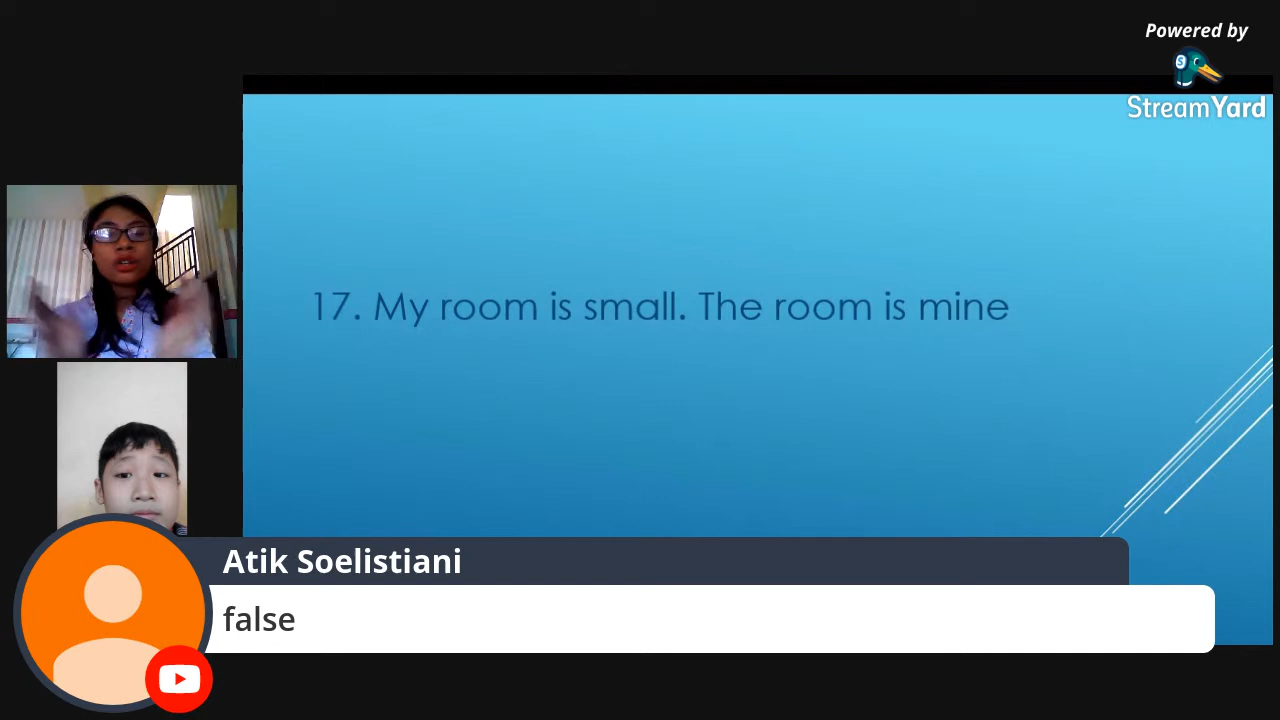 Powered by
StreamYard
17. My room is small. The room is mine
Atik Soelistiani
false